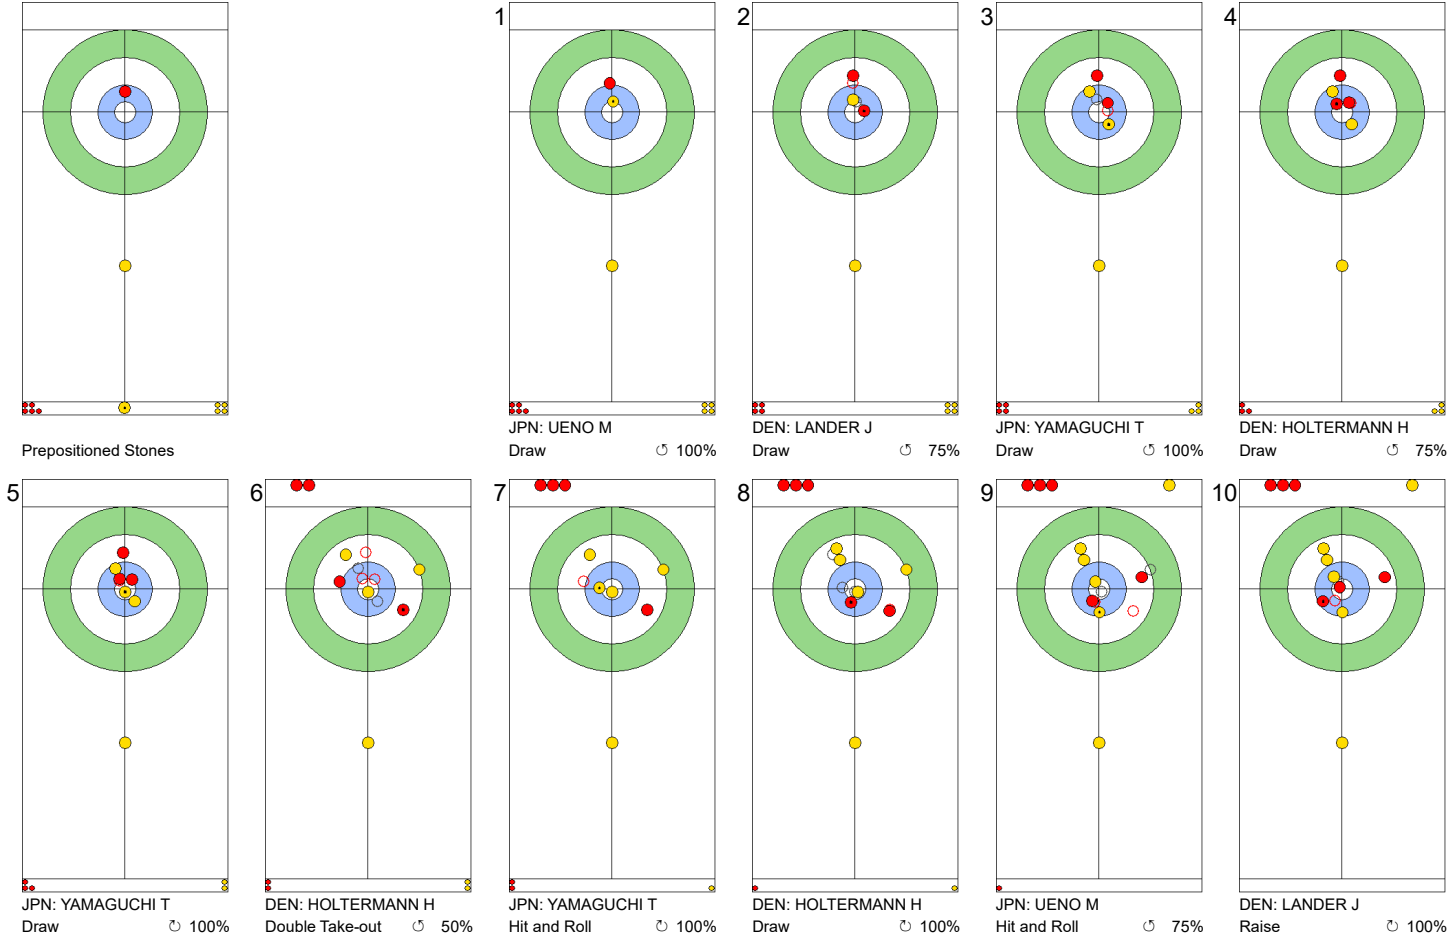 1
2
3
4
Prepositioned Stones
JPN: UENO M
Draw 100%
DEN: LANDER J
Draw 75%
JPN: YAMAGUCHI T
Draw 100%
DEN: HOLTERMANN H
Draw 75%
5
6
7
8
9
10
JPN: YAMAGUCHI T
Draw 100%
DEN: HOLTERMANN H
Double Take-out 50%
JPN: YAMAGUCHI T
Hit and Roll 100%
DEN: HOLTERMANN H
Draw 100%
JPN: UENO M
Hit and Roll 75%
DEN: LANDER J
Raise 100%